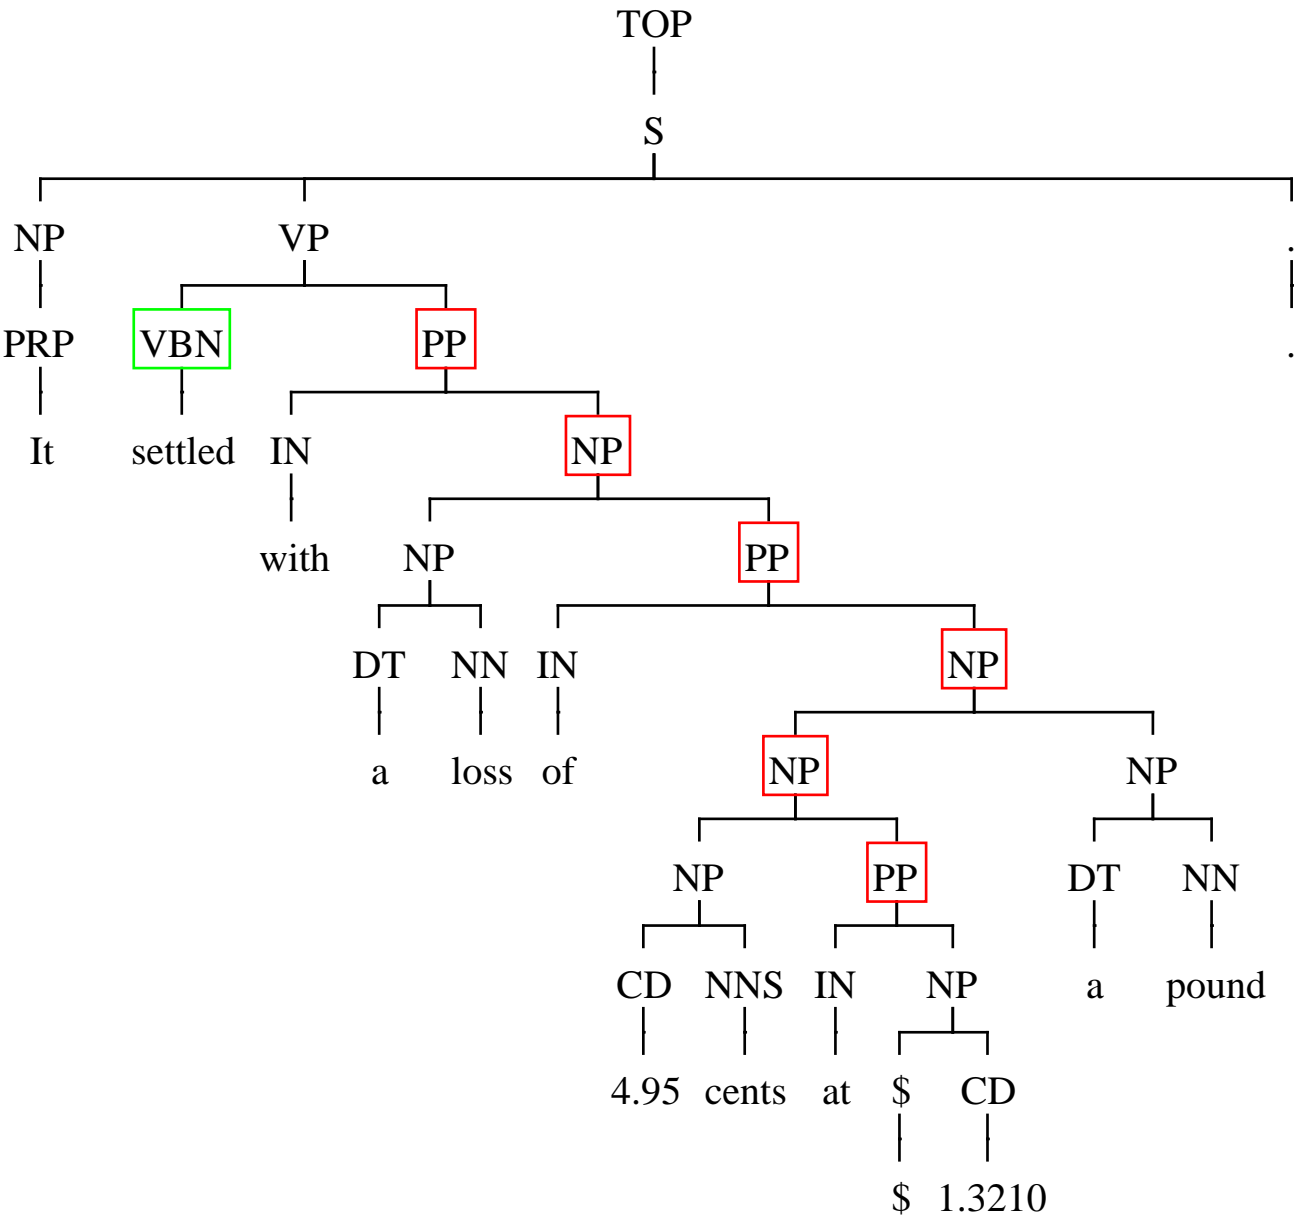 TOP
S
NP VP .
PRP VBN PP .
It settled IN NP
with NP PP
DT NN IN NP
a loss of NP NP
NP PP DT NN
CD NNS IN NP a pound
4.95 cents at $ CD
$ 1.3210